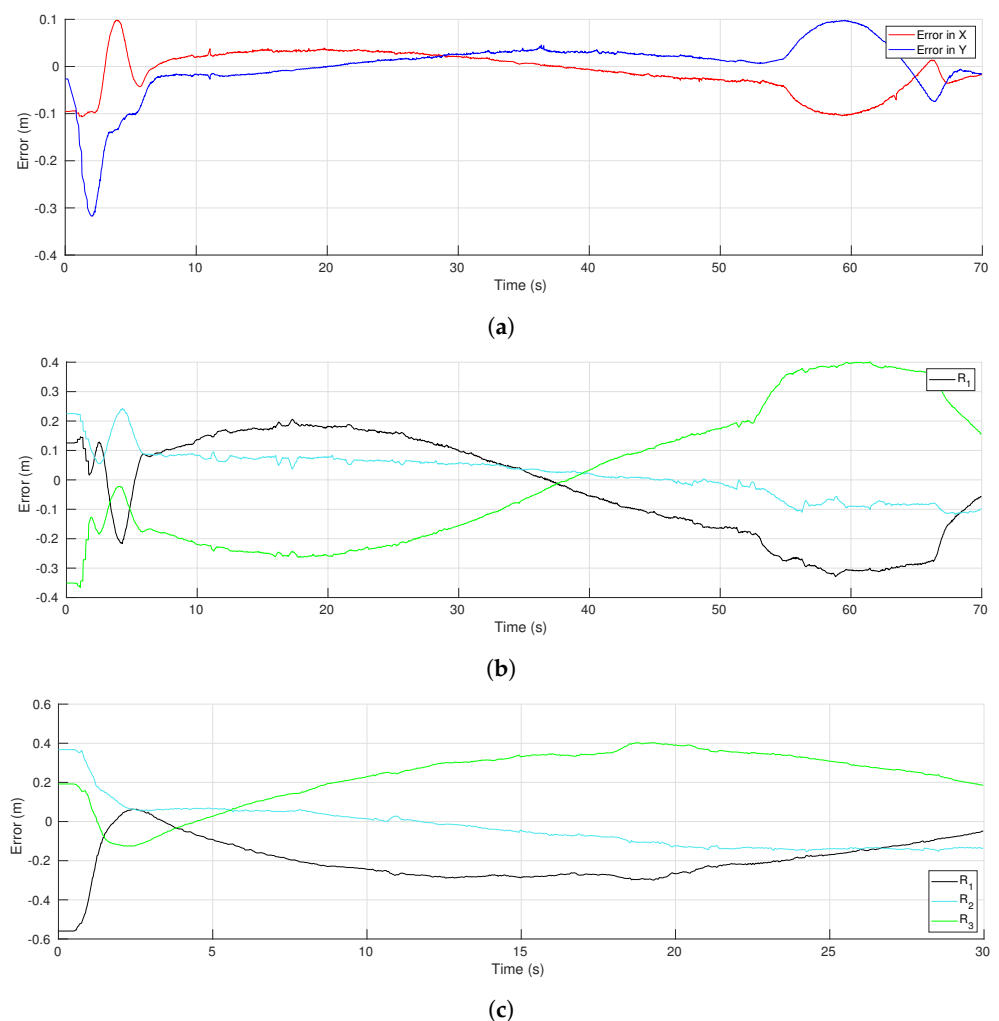 0.1
0
-0.1
-0.2
-0.3
-0.4
Error (m)
Error in X
Error in Y
0 10 20 30 40 50 60 70
Time (s)
(a)
0.4
0.3
0.2
0.1
0
-0.1
-0.2
-0.3
-0.4
Error (m)
R1
0 10 20 30 40 50 60 70
Time (s)
(b)
0.6
0.4
0.2
0
-0.2
-0.4
-0.6
Error (m)
R1
R2
R3
0 5 10 15 20 25 30
Time (s)
(c)